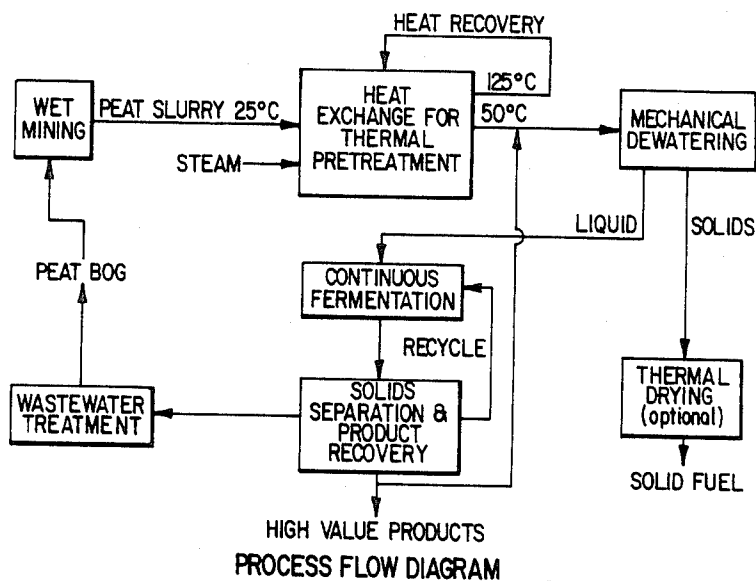 HEAT RECOVERY
125°C
WET
MINING
PEAT SLURRY 25°C
HEAT
EXCHANGE FOR
THERMAL
PRETREATMENT
50°C
MECHANICAL
DEWATERING
STEAM
LIQUID
SOLIDS
PEAT BOG
CONTINUOUS
FERMENTATION
RECYCLE
WASTEWATER
TREATMENT
SOLIDS
SEPARATION &
PRODUCT
RECOVERY
THERMAL
DRYING
(optional)
SOLID FUEL
HIGH VALUE PRODUCTS
PROCESS FLOW DIAGRAM